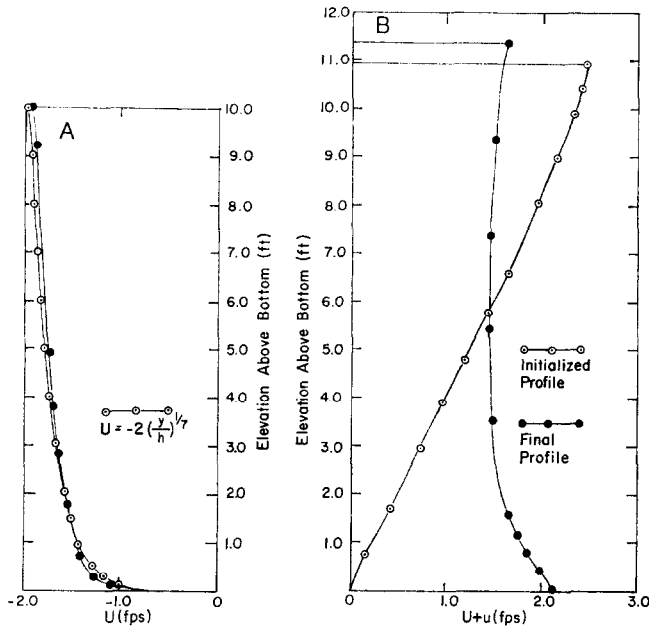 A
10.0
9.0
8.0
7.0
6.0
5.0
4.0
3.0
2.0
1.0
Elevation Above Bottom (ft)
U = -2 (y/h)^1/7
-2.0 -1.0 0
U (fps)
B
12.0
11.0
10.0
9.0
8.0
7.0
6.0
5.0
4.0
3.0
2.0
1.0
Elevation Above Bottom (ft)
Initialized
Profile
Final
Profile
0 1.0 2.0 3.0
U+u (fps)